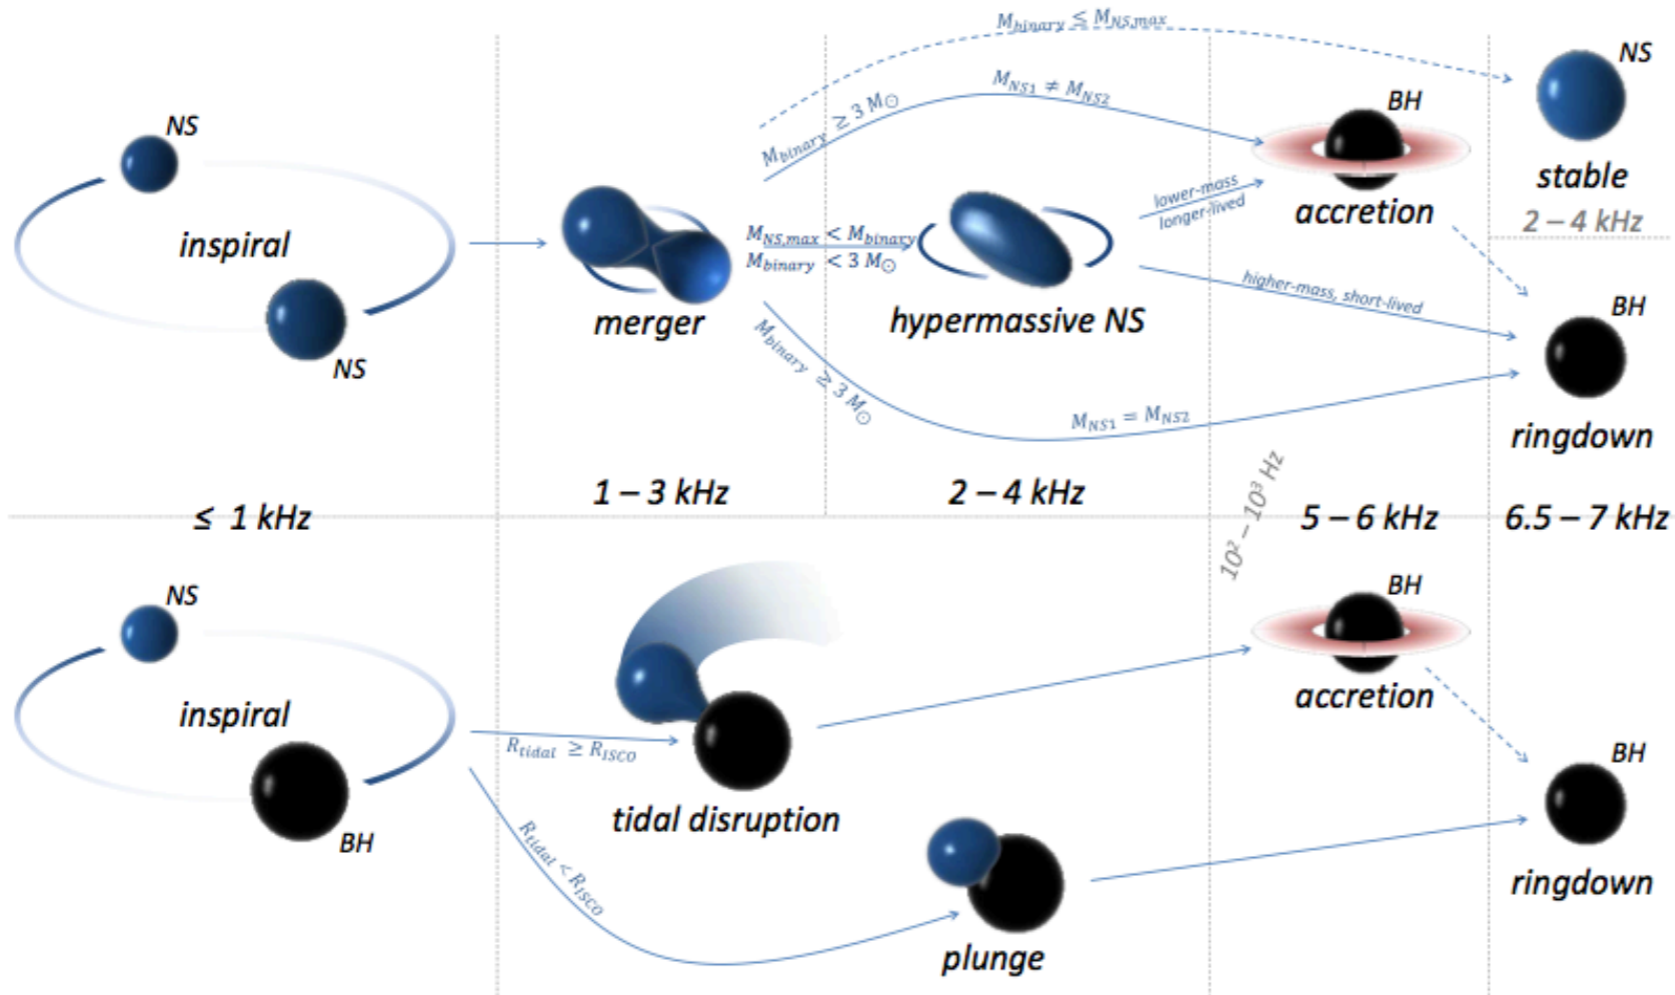 M_binary ≤ M_NS,max
NS
stable
2 – 4 kHz
NS
inspiral
NS
merger
M_binary ≥ 3 M_⊙
M_NS1 ≠ M_NS2
M_NS,max < M_binary
M_binary < 3 M_⊙
hypermassive NS
lower-mass
longer-lived
BH
accretion
higher-mass, short-lived
BH
ringdown
M_binary ≥ 3 M_⊙
M_NS1 = M_NS2
≤ 1 kHz
1 – 3 kHz
2 – 4 kHz
10² – 10³ Hz
5 – 6 kHz
6.5 – 7 kHz
NS
inspiral
BH
R_tidal ≥ R_ISCO
tidal disruption
R_tidal < R_ISCO
plunge
BH
accretion
BH
ringdown